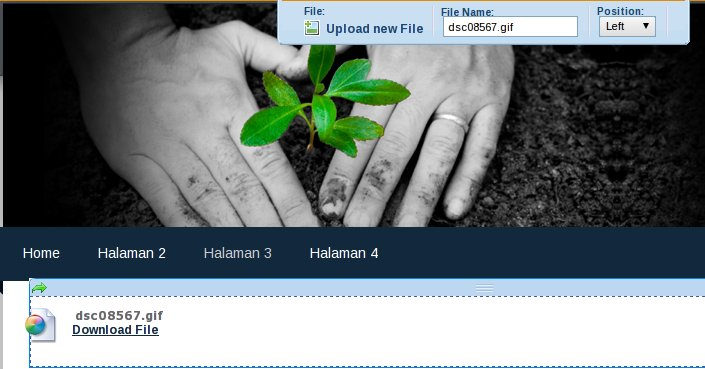 File:
Upload new File
File Name:
dsc08567.gif
Position:
Left
Home
Halaman 2
Halaman 3
Halaman 4
dsc08567.gif
Download File